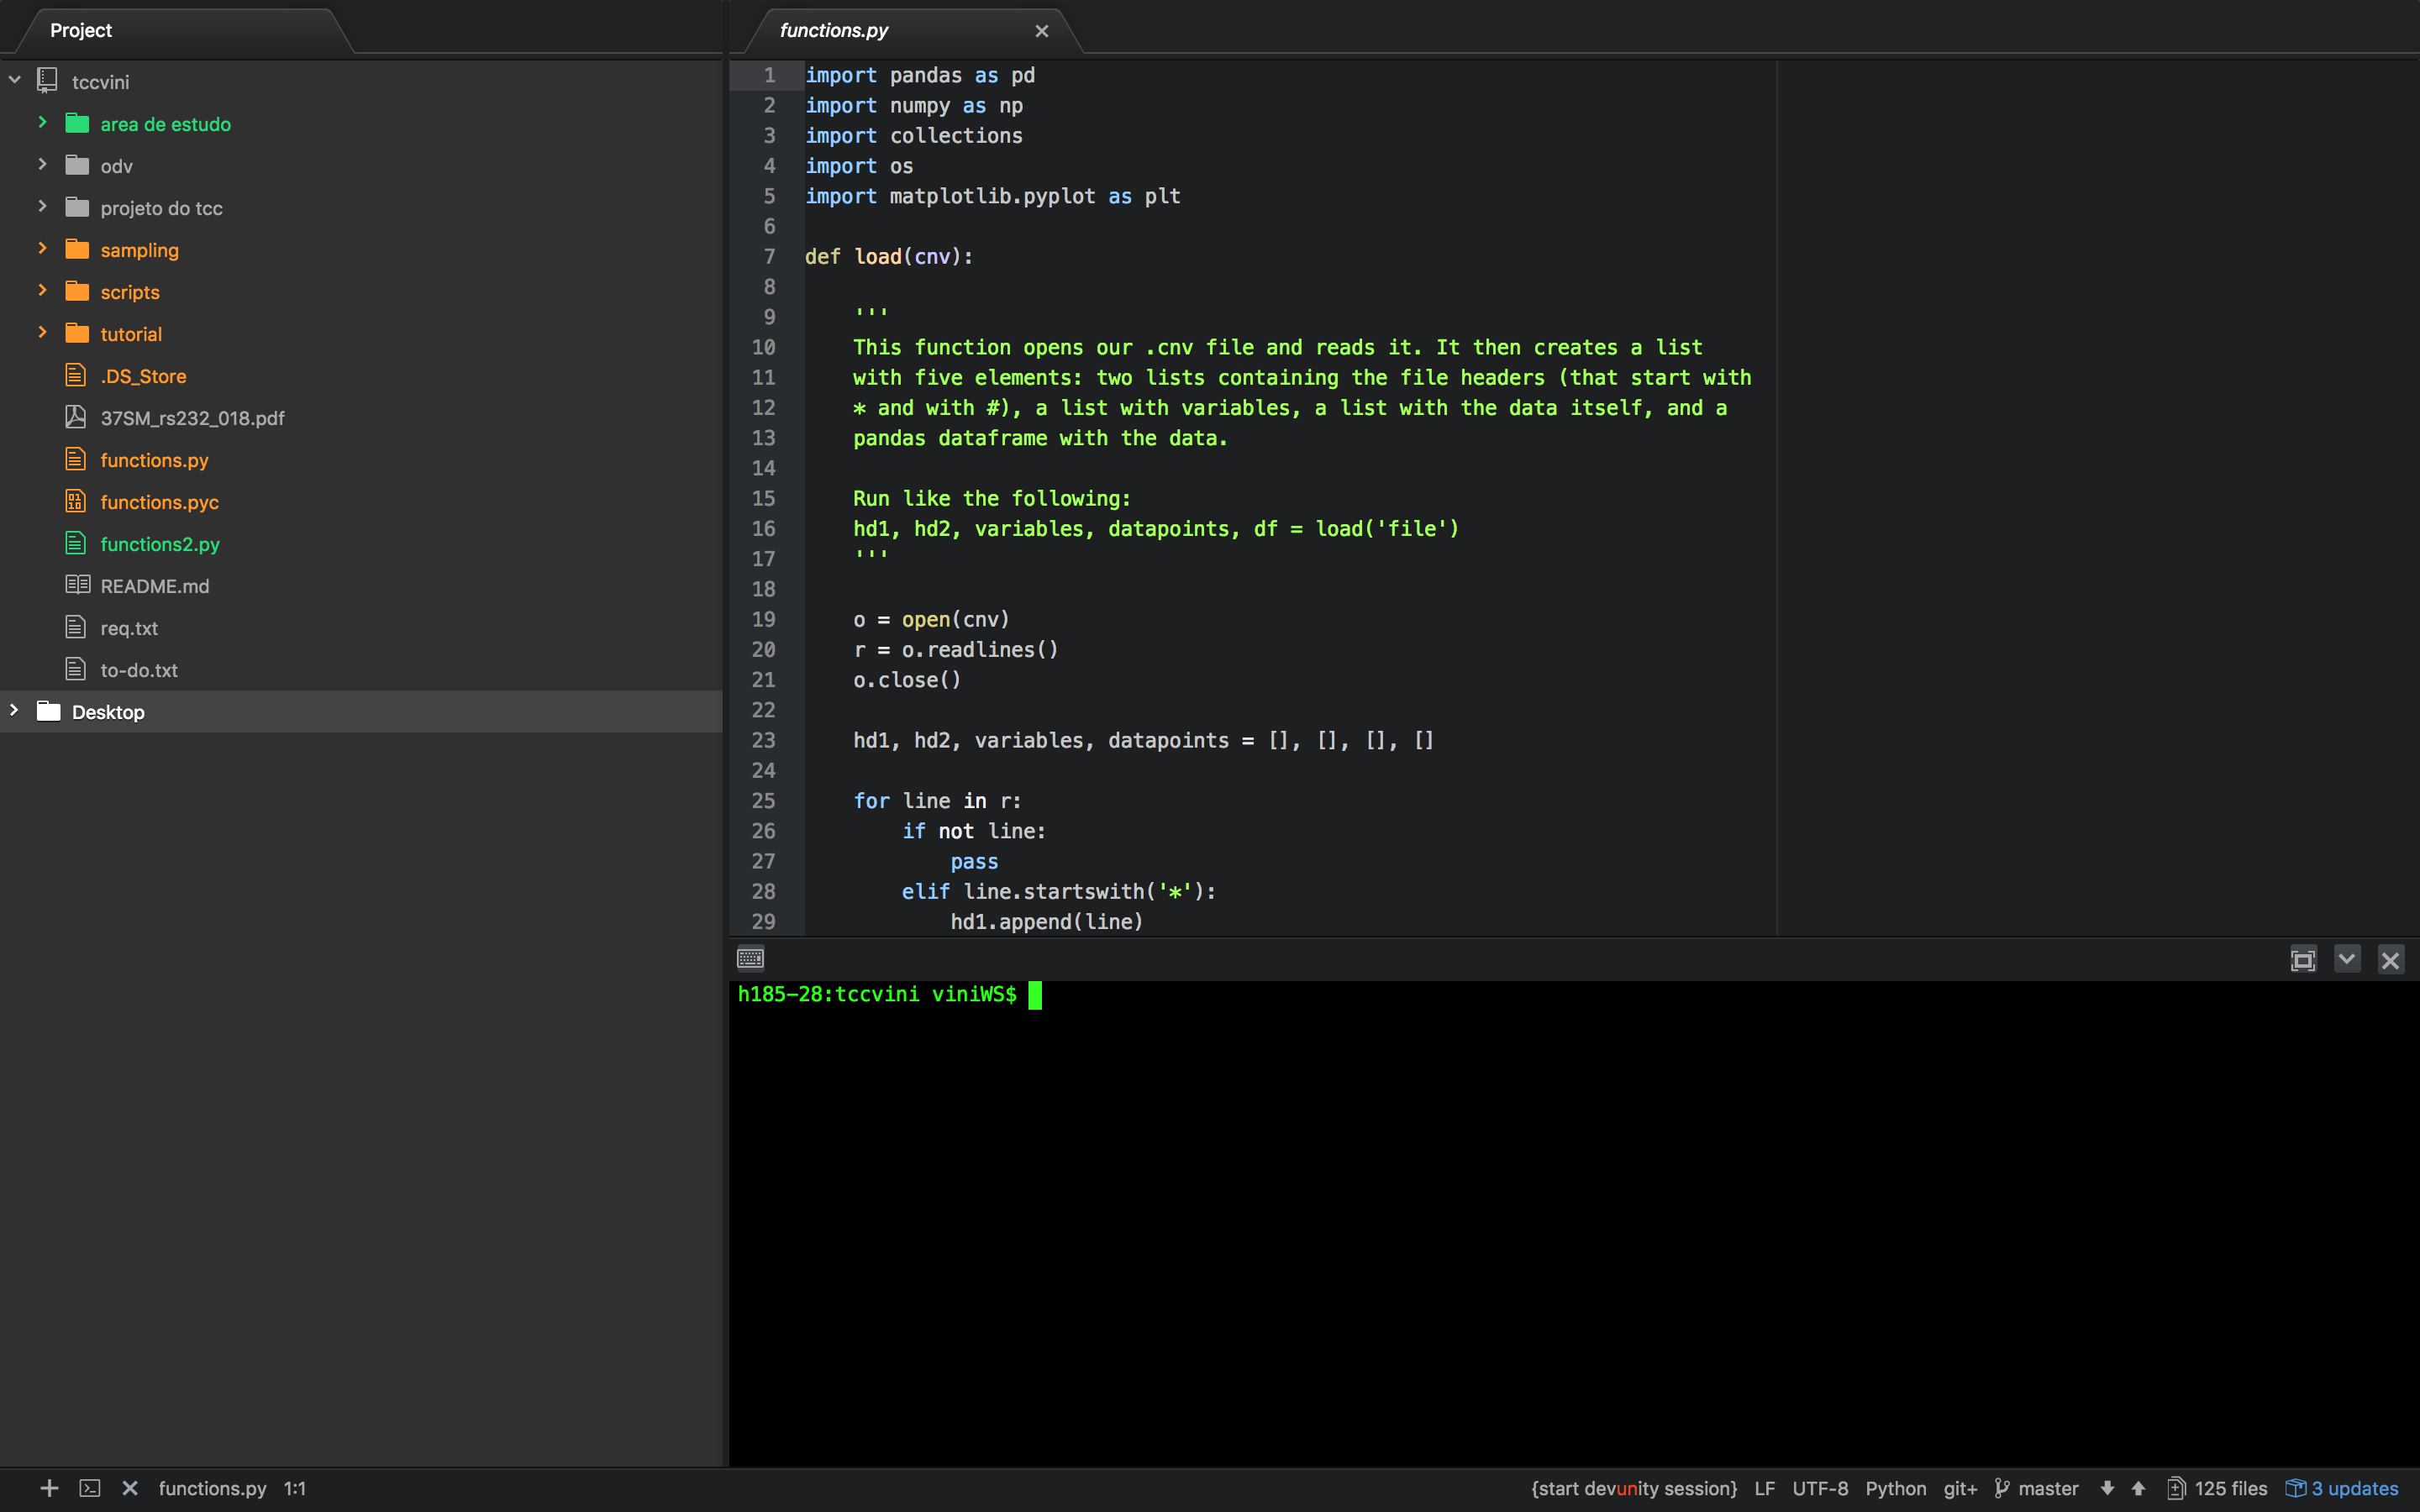 Project
tccvini
area de estudo
odv
projeto do tcc
sampling
scripts
tutorial
.DS_Store
37SM_rs232_018.pdf
functions.py
functions.pyc
functions2.py
README.md
req.txt
to-do.txt
Desktop
functions.py
1 import pandas as pd
2 import numpy as np
3 import collections
4 import os
5 import matplotlib.pyplot as plt
6
7 def load(cnv):
8
9     '''
10     This function opens our .cnv file and reads it. It then creates a list
11     with five elements: two lists containing the file headers (that start with
12     * and with #), a list with variables, a list with the data itself, and a
13     pandas dataframe with the data.
14
15     Run like the following:
16     hd1, hd2, variables, datapoints, df = load('file')
17     '''
18
19     o = open(cnv)
20     r = o.readlines()
21     o.close()
22
23     hd1, hd2, variables, datapoints = [], [], [], []
24
25     for line in r:
26         if not line:
27             pass
28         elif line.startswith('*'):
29             hd1.append(line)
h185-28:tccvini viniWS$
functions.py 1:1 {start devunity session} LF UTF-8 Python git+ master 125 files 3 updates